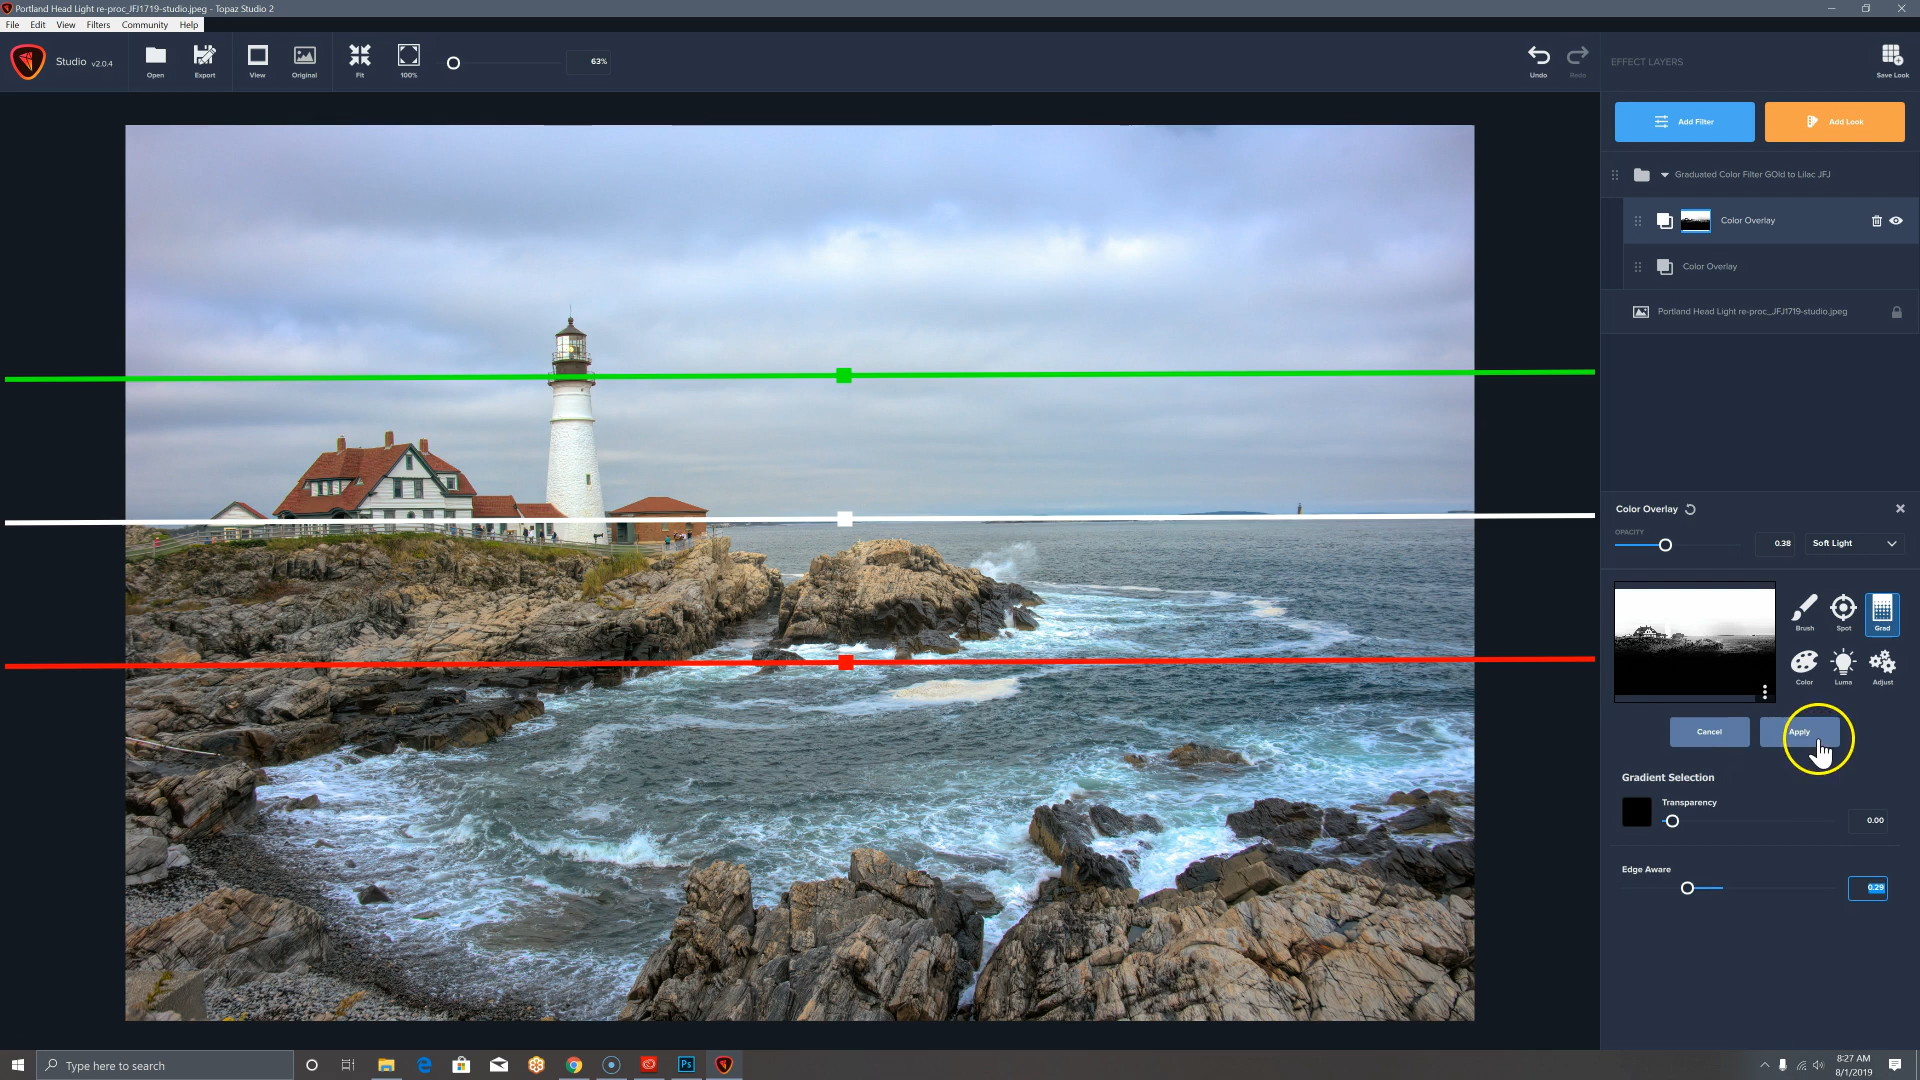 Portland Head Light re-proc_JFJ1719-studio.jpeg - Topaz Studio 2
File Edit View Filters Community Help
Studio v2.0.4
Open
Export
View
Original
Fit
100%
63%
Undo
Redo
EFFECT LAYERS
Save Look
Add Filter
Add Look
Graduated Color Filter GOld to Lilac JFJ
Color Overlay
Color Overlay
Portland Head Light re-proc_JFJ1719-studio.jpeg
Color Overlay
OPACITY
0.38
Soft Light
Brush
Spot
Grad
Color
Luma
Adjust
Cancel
Apply
Gradient Selection
Transparency
0.00
Edge Aware
0.29
Type here to search
Ps
8:27 AM
8/1/2019